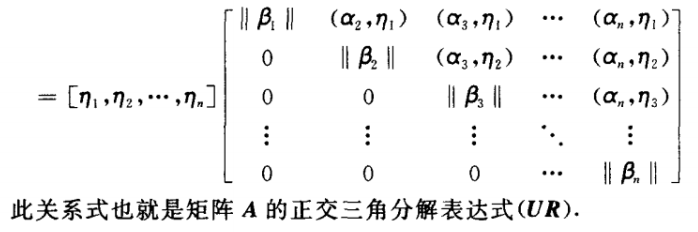 = [η₁,η₂,⋯,ηₙ] [‖β₁‖ (α₂,η₁) (α₃,η₁) ⋯ (αₙ,η₁)
0 ‖β₂‖ (α₃,η₂) ⋯ (αₙ,η₂)
0 0 ‖β₃‖ ⋯ (αₙ,η₃)
⋮ ⋮ ⋮ ⋱ ⋮
0 0 0 ⋯ ‖βₙ‖]
此关系式也就是矩阵 A 的正交三角分解表达式(UR).